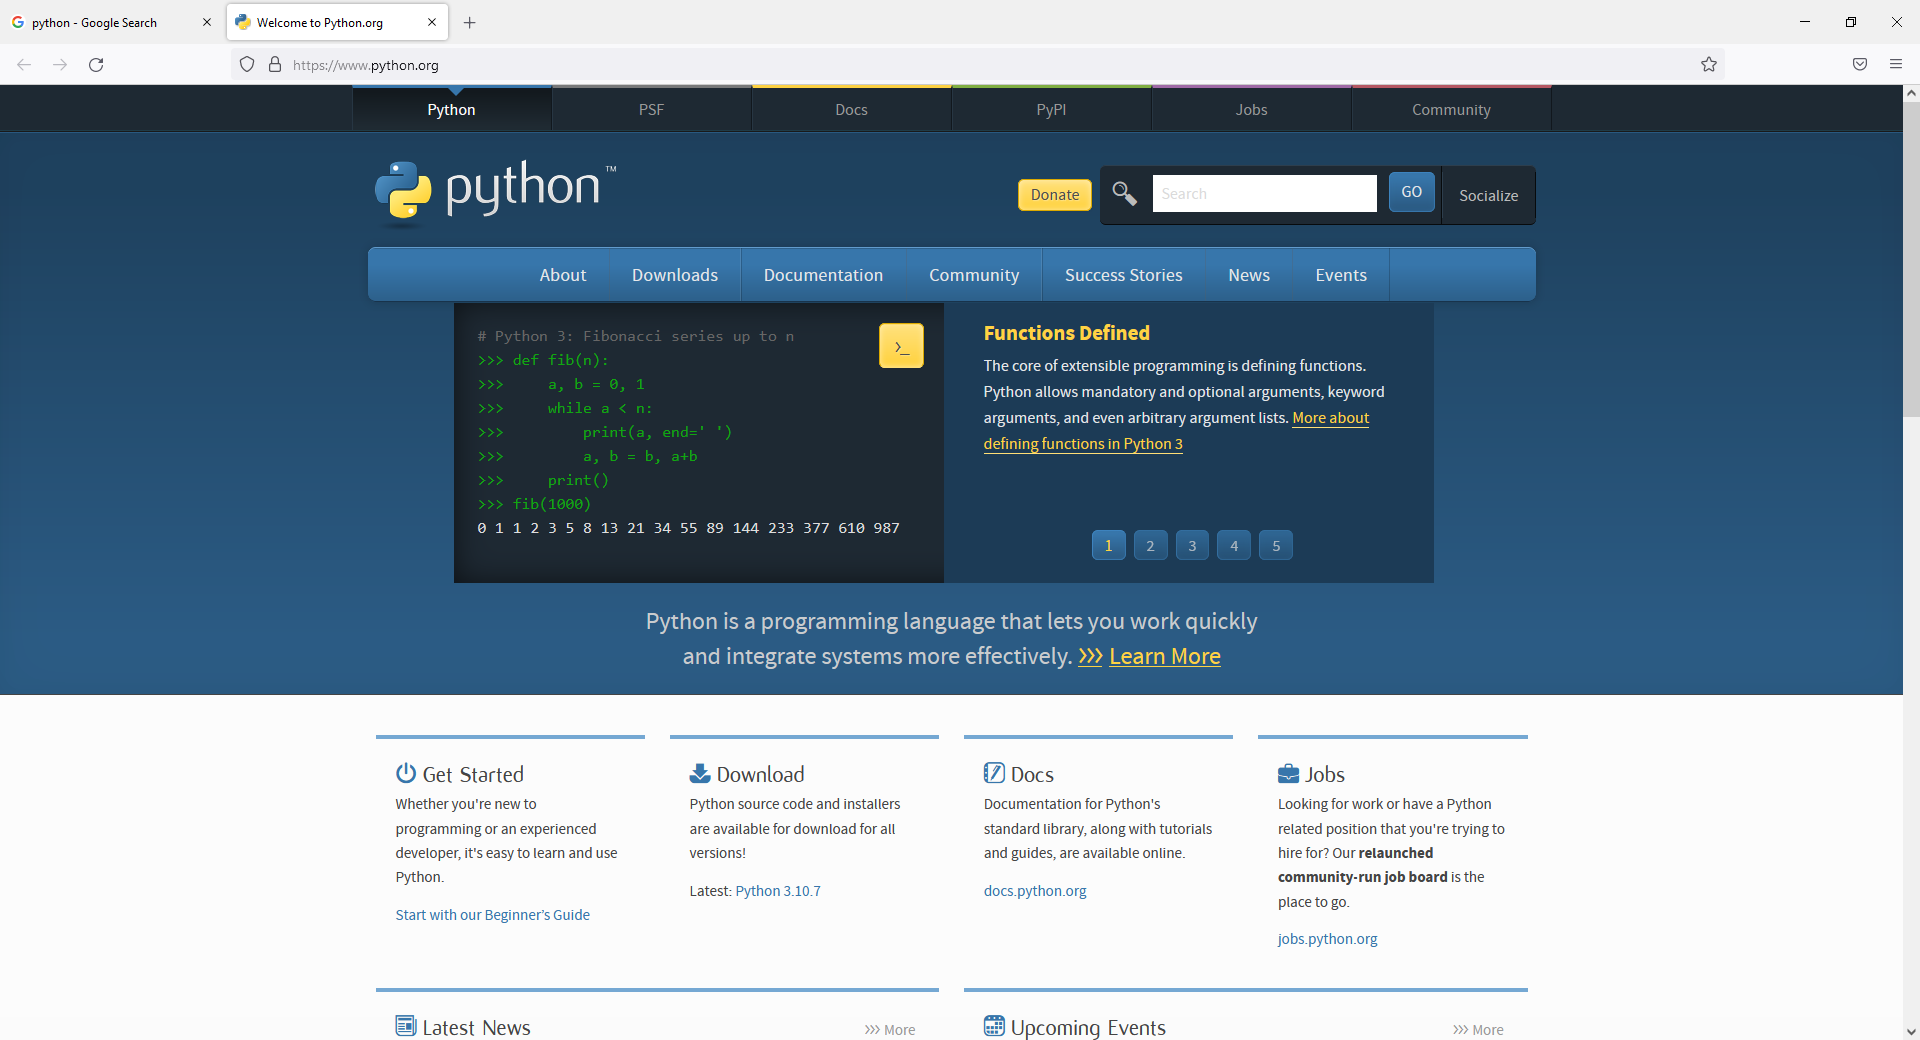 python - Google Search
Welcome to Python.org
https://www.python.org
Python
PSF
Docs
PyPI
Jobs
Community
python™
Donate
Search
GO
Socialize
About
Downloads
Documentation
Community
Success Stories
News
Events
# Python 3: Fibonacci series up to n
>>> def fib(n):
>>>     a, b = 0, 1
>>>     while a < n:
>>>         print(a, end=' ')
>>>         a, b = b, a+b
>>>     print()
>>> fib(1000)
0 1 1 2 3 5 8 13 21 34 55 89 144 233 377 610 987
>_
Functions Defined
The core of extensible programming is defining functions.
Python allows mandatory and optional arguments, keyword
arguments, and even arbitrary argument lists. More about
defining functions in Python 3
1
2
3
4
5
Python is a programming language that lets you work quickly
and integrate systems more effectively. >>> Learn More
Get Started
Whether you're new to
programming or an experienced
developer, it's easy to learn and use
Python.
Start with our Beginner’s Guide
Download
Python source code and installers
are available for download for all
versions!
Latest: Python 3.10.7
Docs
Documentation for Python's
standard library, along with tutorials
and guides, are available online.
docs.python.org
Jobs
Looking for work or have a Python
related position that you're trying to
hire for? Our relaunched
community-run job board is the
place to go.
jobs.python.org
Latest News
>>> More
Upcoming Events
>>> More